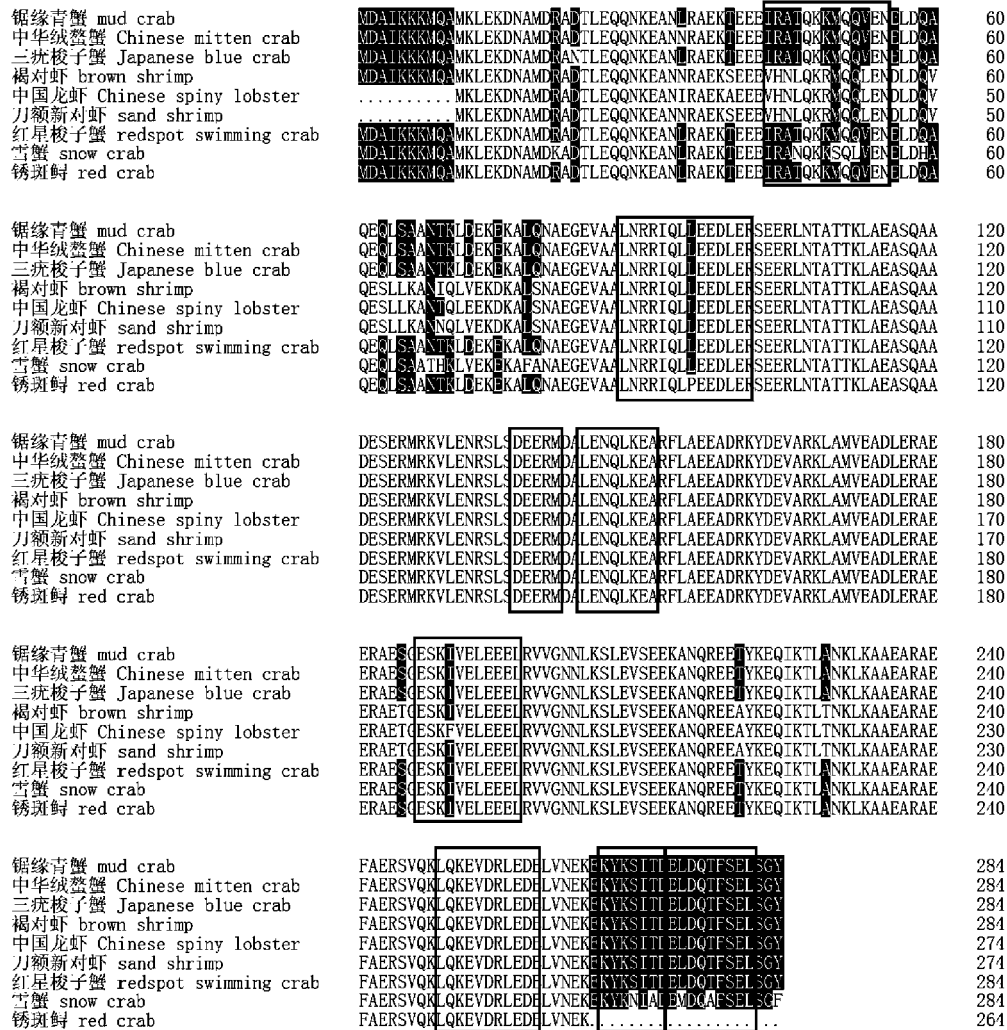 锯缘青蟹 mud crab MDAIKKKMQAMKLEKDNAMDRADTLEQQNKEANLRAEKTEEEIRATQKKMQQVENELDQA 60
中华绒螯蟹 Chinese mitten crab MDAIKKKMQAMKLEKDNAMDRADTLEQQNKEANNRAEKTEEEIRATQKKMQQVENELDQA 60
三疣梭子蟹 Japanese blue crab MDAIKKKMQAMKLEKDNAMDRANTLEQQNKEANLRAEKTEEEIRATQKKMQQVENELDQA 60
褐对虾 brown shrimp MDAIKKKMQAMKLEKDNAMDRADTLEQQNKEANNRAEKSEEEVHNLQKRMQQLENDLDQV 60
中国龙虾 Chinese spiny lobster ..........MKLEKDNAMDRADTLEQQNKEANIRAEKAEEEVHNLQKRMQQLENDLDQV 50
刀额新对虾 sand shrimp ..........MKLEKDNAMDRADTLEQQNKEANNRAEKSEEEVHNLQKRMQQLENDLDQV 50
红星梭子蟹 redspot swimming crab MDAIKKKMQAMKLEKDNAMDRADTLEQQNKEANLRAEKTEEEIRATQKKMQQVENELDQA 60
雪蟹 snow crab MDAIKKKMQAMKLEKDNAMDKADTLEQQNKEANLRAEKTEEEIRANQKKSQLVENELDHA 60
锈斑蟳 red crab MDAIKKKMQAMKLEKDNAMDRADTLEQQNKEANLRAEKTEEEIRATQKKMQQVENELDQA 60
锯缘青蟹 mud crab QEQLSAANTKLDEKEKALQNAEGEVAALNRRIQLLEEDLERSEERLNTATTKLAEASQAA 120
中华绒螯蟹 Chinese mitten crab QEQLSAANTKLDEKEKALQNAEGEVAALNRRIQLLEEDLERSEERLNTATTKLAEASQAA 120
三疣梭子蟹 Japanese blue crab QEQLSAANTKLDEKEKALQNAEGEVAALNRRIQLLEEDLERSEERLNTATTKLAEASQAA 120
褐对虾 brown shrimp QESLLKANIQLVEKDKALSNAEGEVAALNRRIQLLEEDLERSEERLNTATTKLAEASQAA 120
中国龙虾 Chinese spiny lobster QESLLKANTQLEEKDKALSNAEGEVAALNRRIQLLEEDLERSEERLNTATTKLAEASQAA 110
刀额新对虾 sand shrimp QESLLKANNQLVEKDKALSNAEGEVAALNRRIQLLEEDLERSEERLNTATTKLAEASQAA 110
红星梭子蟹 redspot swimming crab QEQLSAANTKLDEKEKALQNAEGEVAALNRRIQLLEEDLERSEERLNTATTKLAEASQAA 120
雪蟹 snow crab QEQLSAATHKLVEKEKAFANAEGEVAALNRRIQLLEEDLERSEERLNTATTKLAEASQAA 120
锈斑蟳 red crab QEQLSAANTKLDEKEKALQNAEGEVAALNRRIQLPEEDLERSEERLNTATTKLAEASQAA 120
锯缘青蟹 mud crab DESERMRKVLENRSLSDEERMDALENQLKEARFLAEEADRKYDEVARKLAMVEADLERAE 180
中华绒螯蟹 Chinese mitten crab DESERMRKVLENRSLSDEERMDALENQLKEARFLAEEADRKYDEVARKLAMVEADLERAE 180
三疣梭子蟹 Japanese blue crab DESERMRKVLENRSLSDEERMDALENQLKEARFLAEEADRKYDEVARKLAMVEADLERAE 180
褐对虾 brown shrimp DESERMRKVLENRSLSDEERMDALENQLKEARFLAEEADRKYDEVARKLAMVEADLERAE 180
中国龙虾 Chinese spiny lobster DESERMRKVLENRSLSDEERMDALENQLKEARFLAEEADRKYDEVARKLAMVEADLERAE 170
刀额新对虾 sand shrimp DESERMRKVLENRSLSDEERMDALENQLKEARFLAEEADRKYDEVARKLAMVEADLERAE 170
红星梭子蟹 redspot swimming crab DESERMRKVLENRSLSDEERMDALENQLKEARFLAEEADRKYDEVARKLAMVEADLERAE 180
雪蟹 snow crab DESERMRKVLENRSLSDEERMDALENQLKEARFLAEEADRKYDEVARKLAMVEADLERAE 180
锈斑蟳 red crab DESERMRKVLENRSLSDEERMDALENQLKEARFLAEEADRKYDEVARKLAMVEADLERAE 180
锯缘青蟹 mud crab ERAESGESKIVELEEELRVVGNNLKSLEVSEEKANQREETYKEQIKTLANKLKAAEARAE 240
中华绒螯蟹 Chinese mitten crab ERAESGESKIVELEEELRVVGNNLKSLEVSEEKANQREETYKEQIKTLANKLKAAEARAE 240
三疣梭子蟹 Japanese blue crab ERAESGESKIVELEEELRVVGNNLKSLEVSEEKANQREETYKEQIKTLANKLKAAEARAE 240
褐对虾 brown shrimp ERAETGESKIVELEEELRVVGNNLKSLEVSEEKANQREEAYKEQIKTLTNKLKAAEARAE 240
中国龙虾 Chinese spiny lobster ERAETGESKFVELEEELRVVGNNLKSLEVSEEKANQREEAYKEQIKTLTNKLKAAEARAE 230
刀额新对虾 sand shrimp ERAETGESKIVELEEELRVVGNNLKSLEVSEEKANQREEAYKEQIKTLTNKLKAAEARAE 230
红星梭子蟹 redspot swimming crab ERAESGESKIVELEEELRVVGNNLKSLEVSEEKANQREETYKEQIKTLANKLKAAEARAE 240
雪蟹 snow crab ERAESGESKIVELEEELRVVGNNLKSLEVSEEKANQREETYKEQIKTLANKLKAAEARAE 240
锈斑蟳 red crab ERAESGESKIVELEEELRVVGNNLKSLEVSEEKANQREETYKEQIKTLANKLKAAEARAE 240
锯缘青蟹 mud crab FAERSVQKLQKEVDRLEDELVNEKEKYKSITDELDQTFSELSGY 284
中华绒螯蟹 Chinese mitten crab FAERSVQKLQKEVDRLEDELVNEKEKYKSITDELDQTFSELSGY 284
三疣梭子蟹 Japanese blue crab FAERSVQKLQKEVDRLEDELVNEKEKYKSITDELDQTFSELSGY 284
褐对虾 brown shrimp FAERSVQKLQKEVDRLEDELVNEKEKYKSITDELDQTFSELSGY 284
中国龙虾 Chinese spiny lobster FAERSVQKLQKEVDRLEDELVNEKEKYKSITDELDQTFSELSGY 274
刀额新对虾 sand shrimp FAERSVQKLQKEVDRLEDELVNEKEKYKSITDELDQTFSELSGY 274
红星梭子蟹 redspot swimming crab FAERSVQKLQKEVDRLEDELVNEKEKYKSITDELDQTFSELSGY 284
雪蟹 snow crab FAERSVQKLQKEVDRLEDELVNEKEKYKNIADEMDQAFSELSGF 284
锈斑蟳 red crab FAERSVQKLQKEVDRLEDELVNEK.................... 264